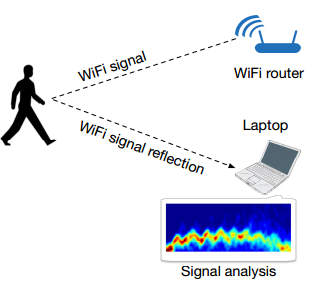 WiFi signal
WiFi router
WiFi signal reflection
Laptop
Signal analysis